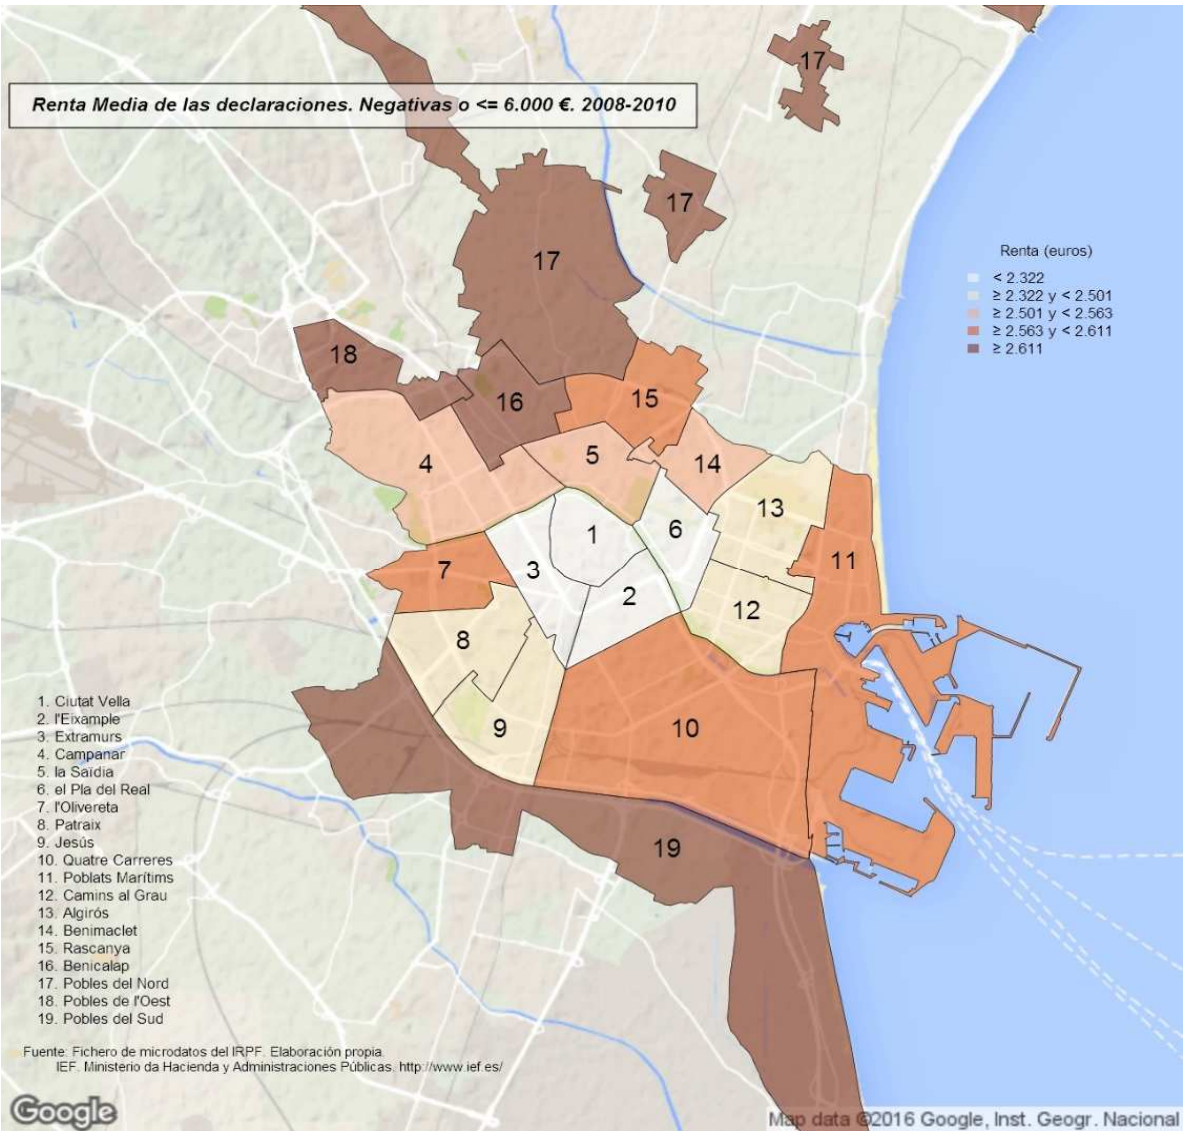 Renta Media de las declaraciones. Negativas o <= 6.000 €. 2008-2010
Renta (euros)
< 2.322
≥ 2.322 y < 2.501
≥ 2.501 y < 2.563
≥ 2.563 y < 2.611
≥ 2.611
17
17
17
18
16
15
4
5
14
13
6
1
3
11
7
2
12
8
9
10
19
1. Ciutat Vella
2. l'Eixample
3. Extramurs
4. Campanar
5. la Saïdia
6. el Pla del Real
7. l'Olivereta
8. Patraix
9. Jesús
10. Quatre Carreres
11. Poblats Marítims
12. Camins al Grau
13. Algirós
14. Benimaclet
15. Rascanya
16. Benicalap
17. Pobles del Nord
18. Pobles de l'Oest
19. Pobles del Sud
Fuente: Fichero de microdatos del IRPF. Elaboración propia.
IEF. Ministerio da Hacienda y Administraciones Públicas. http://www.ief.es/
Google
Map data ©2016 Google, Inst. Geogr. Nacional